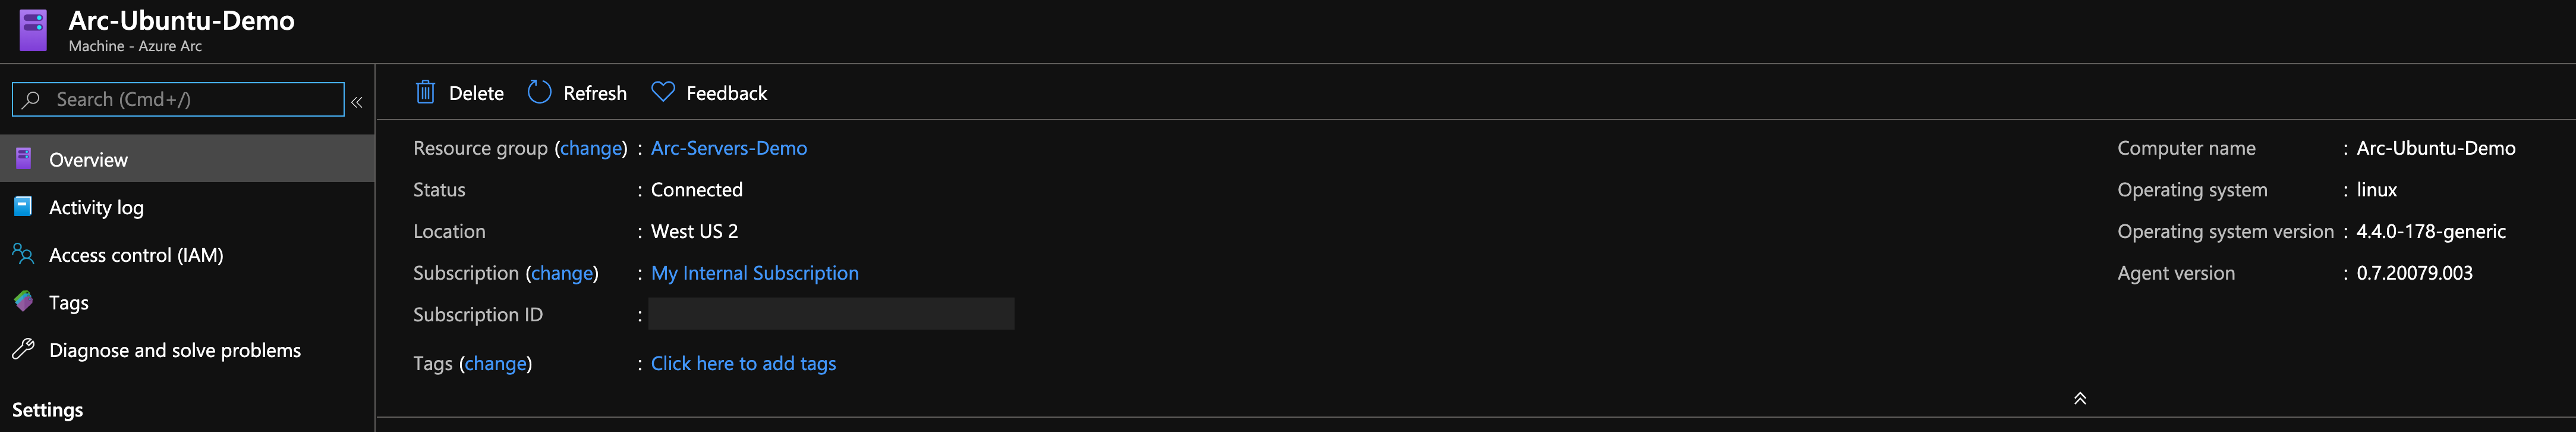 Arc-Ubuntu-Demo
Machine - Azure Arc
Search (Cmd+/)
Overview
Activity log
Access control (IAM)
Tags
Diagnose and solve problems
Settings
Delete Refresh Feedback
Resource group (change) : Arc-Servers-Demo
Status : Connected
Location : West US 2
Subscription (change) : My Internal Subscription
Subscription ID :
Tags (change) : Click here to add tags
Computer name : Arc-Ubuntu-Demo
Operating system : linux
Operating system version : 4.4.0-178-generic
Agent version : 0.7.20079.003